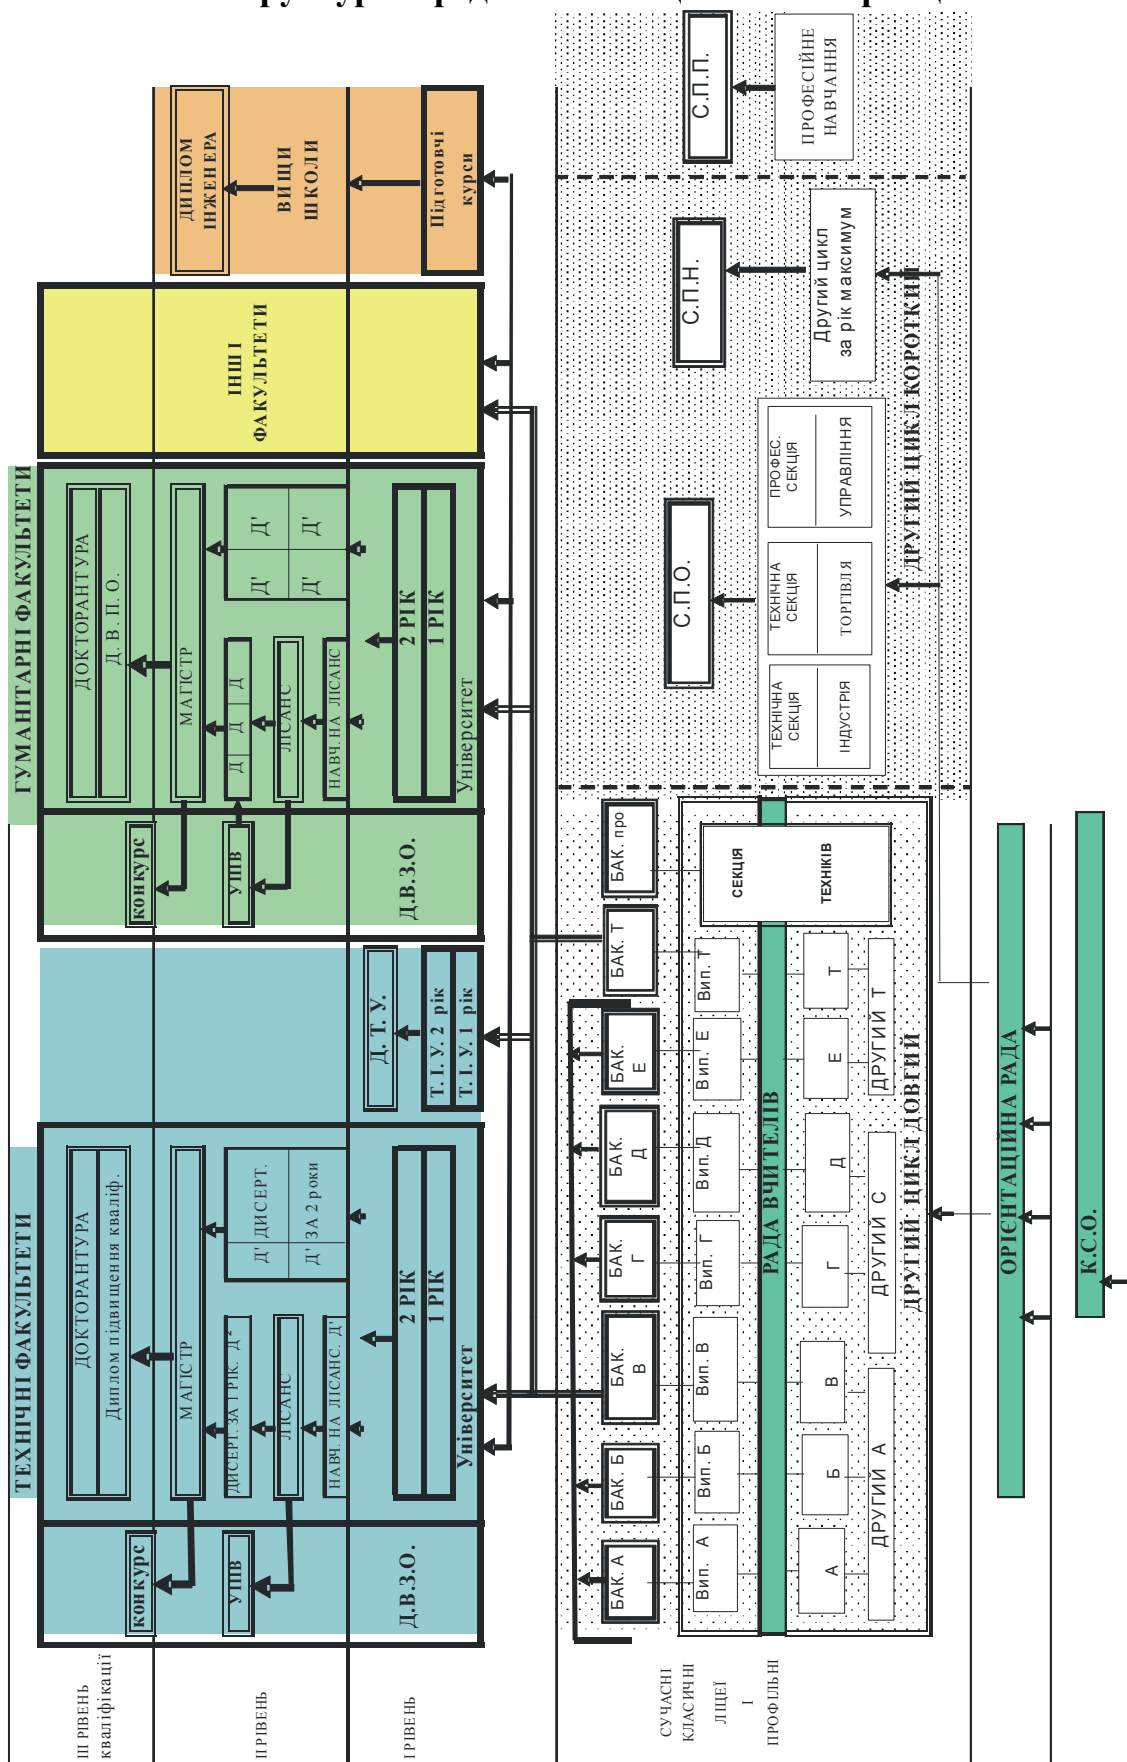 ТЕХНІЧНІ ФАКУЛЬТЕТИ
ГУМАНІТАРНІ ФАКУЛЬТЕТИ
ІІІ РІВЕНЬ
кваліфікації
ІІ РІВЕНЬ
І РІВЕНЬ
конкурс
УПІВ
Д.В.З.О.
ДОКТОРАНТУРА
Диплом підвищення кваліф.
МАГІСТР
ДИСЕРТ. ЗА 1 РІК. Д²
ЛІСАНС
НАВЧ. НА ЛІСАНС. Д'
Д' ДИСЕРТ.
Д' ЗА 2 роки
2 РІК
1 РІК
Університет
Д. Т. У.
Т. І. У. 2 рік
Т. І. У. 1 рік
конкурс
УПІВ
Д.В.З.О.
ДОКТОРАНТУРА
Д. В. П. О.
МАГІСТР
Д Д Д
ЛІСАНС
НАВЧ. НА ЛІСАНС
Д' Д'
Д' Д'
2 РІК
1 РІК
Університет
ІНШІ
ФАКУЛЬТЕТИ
ДИПЛОМ
ІНЖЕНЕРА
ВИЩИ
ШКОЛИ
Підготовчі
курси
СУЧАСНІ
КЛАСИЧНІ
ЛІЦЕЇ
І
ПРОФІЛЬНІ
БАК. А
БАК. Б
БАК.
В
БАК.
Г
БАК.
Д
БАК.
Е
БАК. Т
БАК. про
Вип. А
Вип. Б
Вип. В
Вип. Г
Вип. Д
Вип. Е
Вип. Т
СЕКЦІЯ
ТЕХНІКІВ
РАДА ВЧИТЕЛІВ
А
Б
В
Г
Д
Е
Т
ДРУГИЙ А
ДРУГИЙ С
ДРУГИЙ Т
ДРУГИЙ ЦИКЛ ДОВГИЙ
С.П.О.
С.П.Н.
С.П.П.
ТЕХНІЧНА
СЕКЦІЯ
ІНДУСТРІЯ
ТЕХНІЧНА
СЕКЦІЯ
ТОРГІВЛЯ
ПРОФЕС.
СЕКЦІЯ
УПРАВЛІННЯ
Другий цикл
за рік максимум
ПРОФЕСІЙНЕ
НАВЧАННЯ
ДРУГИЙ ЦИКЛ КОРОТКИЙ
ОРІЄНТАЦІЙНА РАДА
К.С.О.